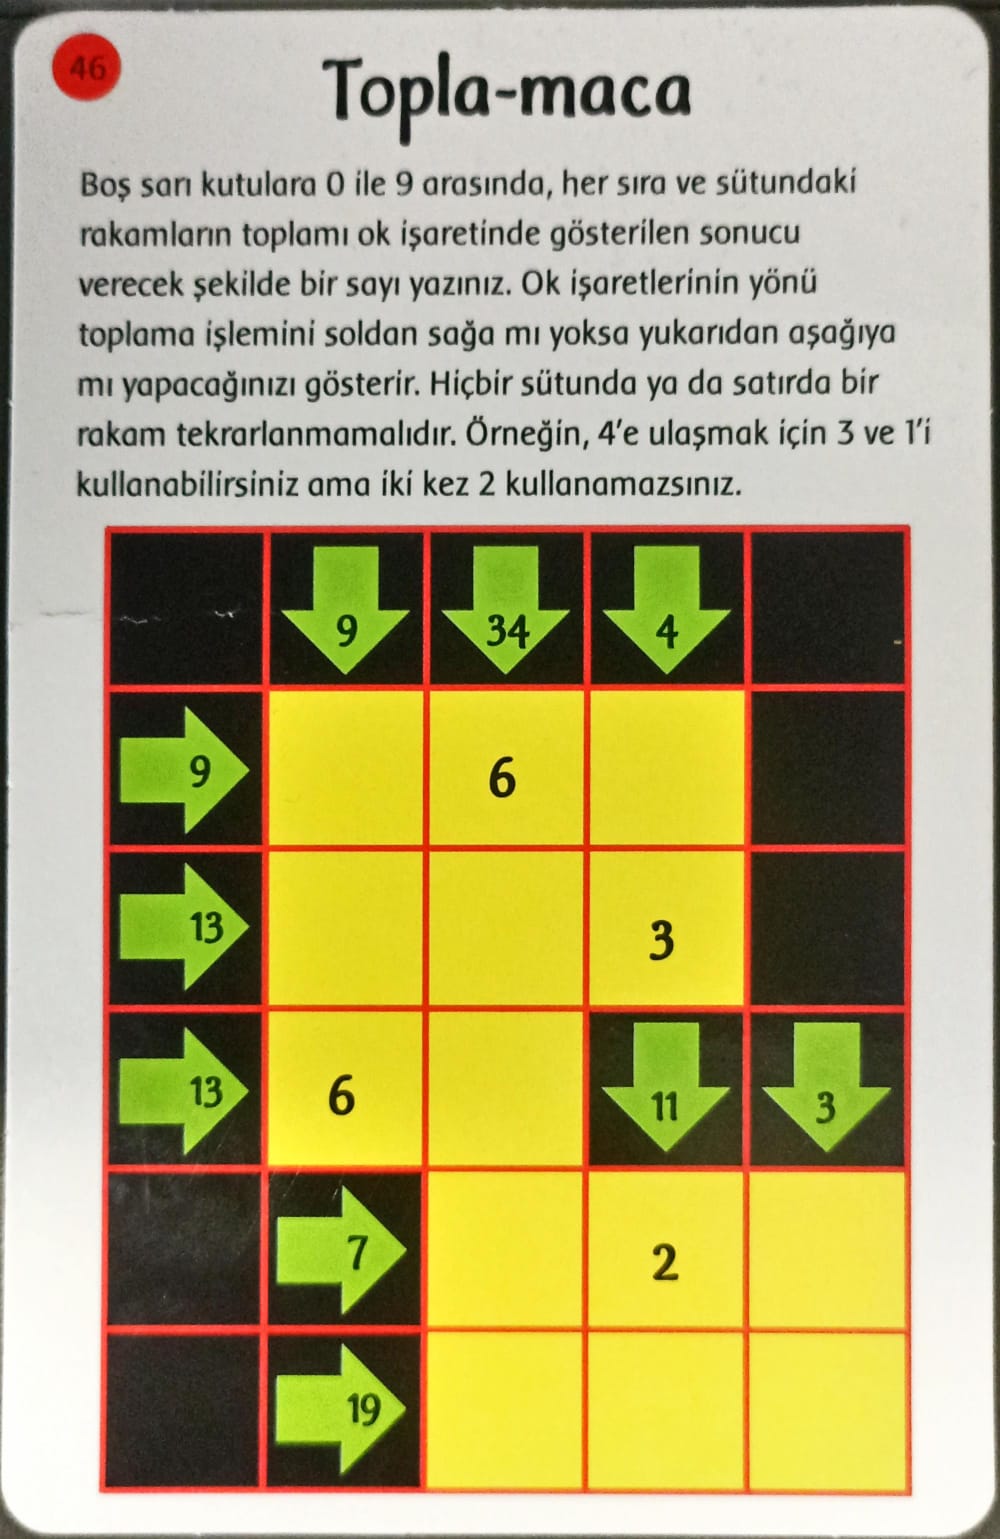 46
Topla-maca
Boş sarı kutulara 0 ile 9 arasında, her sıra ve sütundaki
rakamların toplamı ok işaretinde gösterilen sonucu
verecek şekilde bir sayı yazınız. Ok işaretlerinin yönü
toplama işlemini soldan sağa mı yoksa yukarıdan aşağıya
mı yapacağınızı gösterir. Hiçbir sütunda ya da satırda bir
rakam tekrarlanmamalıdır. Örneğin, 4'e ulaşmak için 3 ve 1'i
kullanabilirsiniz ama iki kez 2 kullanamazsınız.
9 34 4
9 6
13 3
13 6 11 3
7 2
19